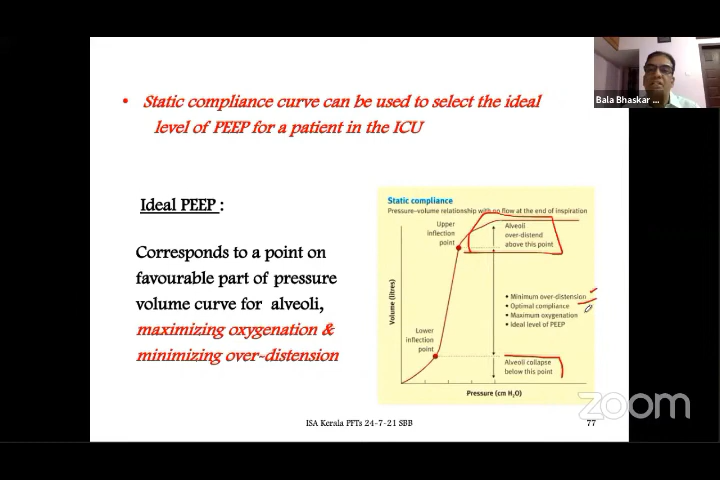 Bala Bhaskar ...
• Static compliance curve can be used to select the ideal
level of PEEP for a patient in the ICU
Ideal PEEP :
Corresponds to a point on
favourable part of pressure
volume curve for alveoli,
maximizing oxygenation &
minimizing over-distension
Static compliance
Pressure–volume relationship with no flow at the end of inspiration
Upper
inflection
point
Alveoli
over-distend
above this point
Volume (litres)
• Minimum over-distension
• Optimal compliance
• Maximum oxygenation
• Ideal level of PEEP
Lower
inflection
point
Alveoli collapse
below this point
Pressure (cm H₂O)
zoom
ISA Kerala PFTs 24-7-21 SBB
77